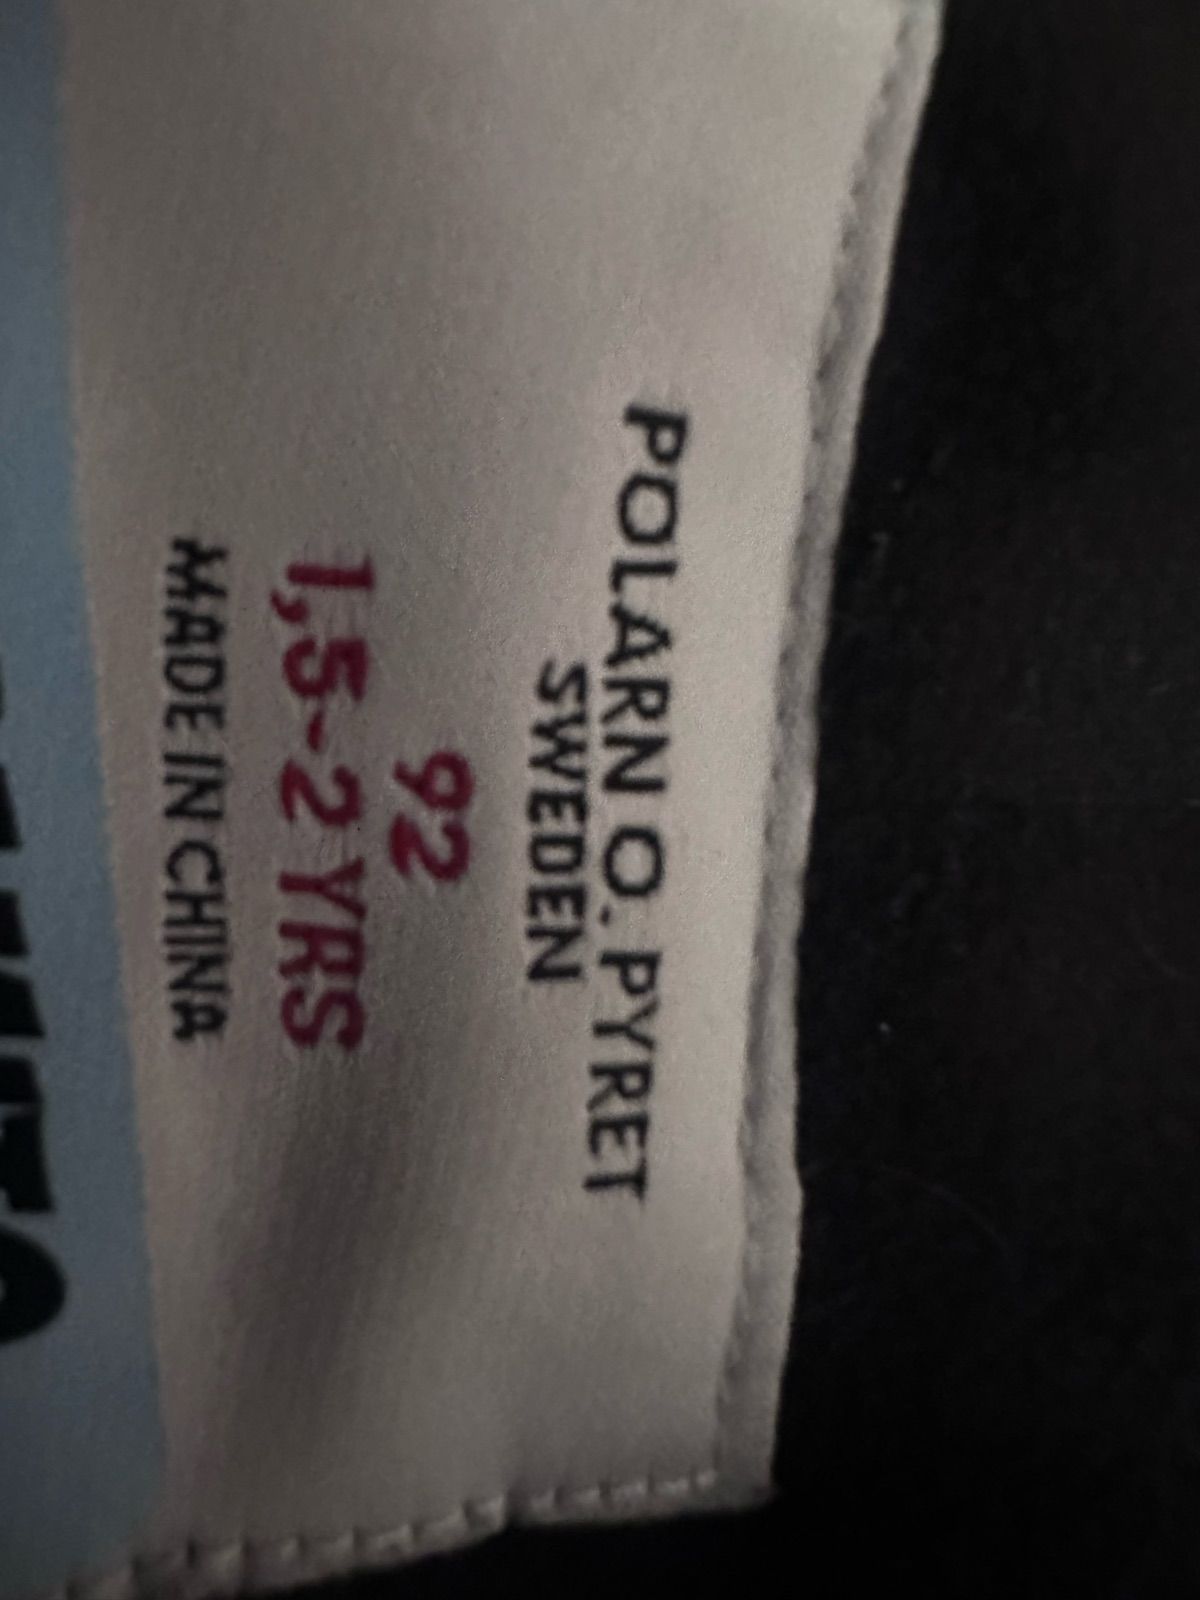 POLARN O. PYRET
SWEDEN
92
1,5-2 YRS
MADE IN CHINA